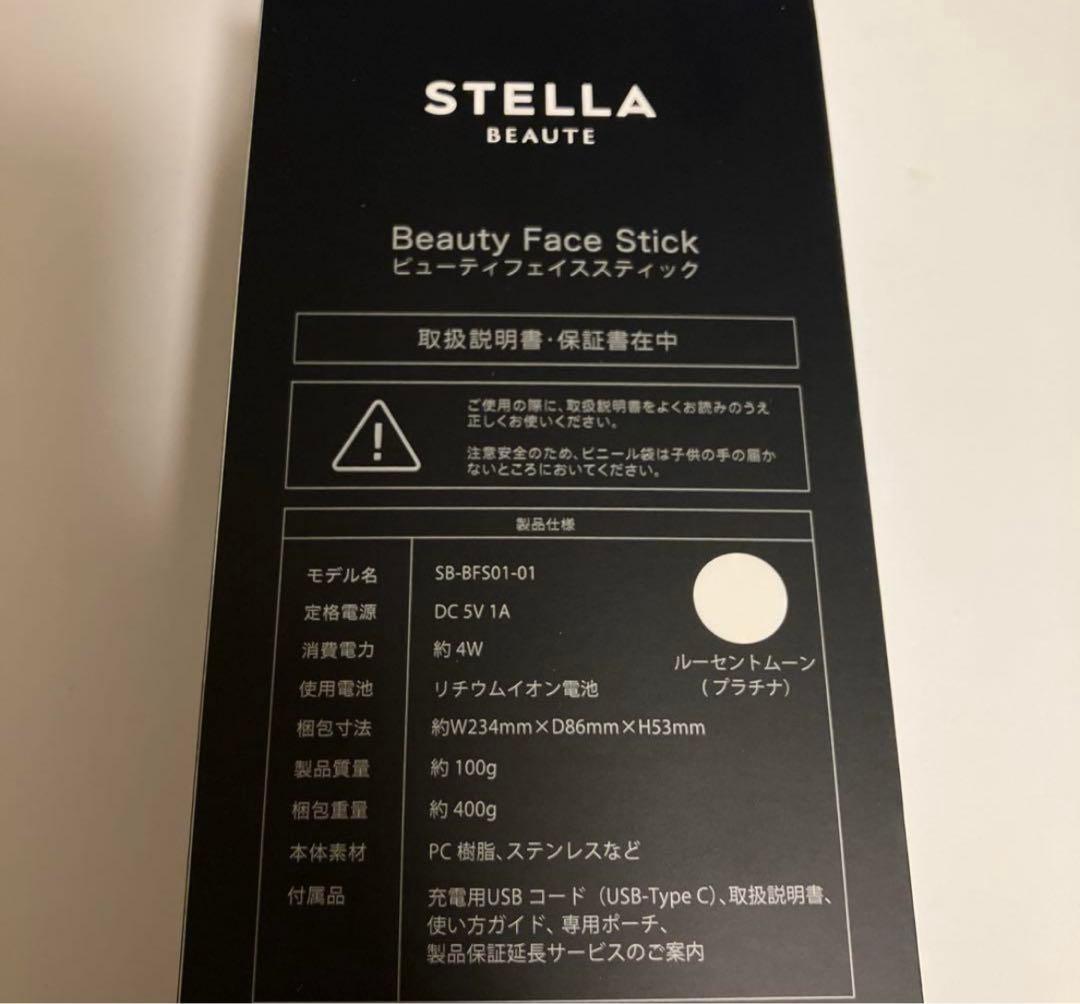 STELLA
BEAUTE
Beauty Face Stick
ビューティフェイススティック
取扱説明書・保証書在中
ご使用の際に、取扱説明書をよくお読みのうえ
正しくお使いください。
注意安全のため、ビニール袋は子供の手の届か
ないところにおいてください。
製品仕様
モデル名 SB-BFS01-01
定格電源 DC 5V 1A
消費電力 約 4W
使用電池 リチウムイオン電池
梱包寸法 約W234mm×D86mm×H53mm
製品質量 約 100g
梱包重量 約 400g
本体素材 PC 樹脂、ステンレスなど
付属品 充電用USB コード（USB-Type C）、取扱説明書、
使い方ガイド、専用ポーチ、
製品保証延長サービスのご案内
ルーセントムーン
（プラチナ）